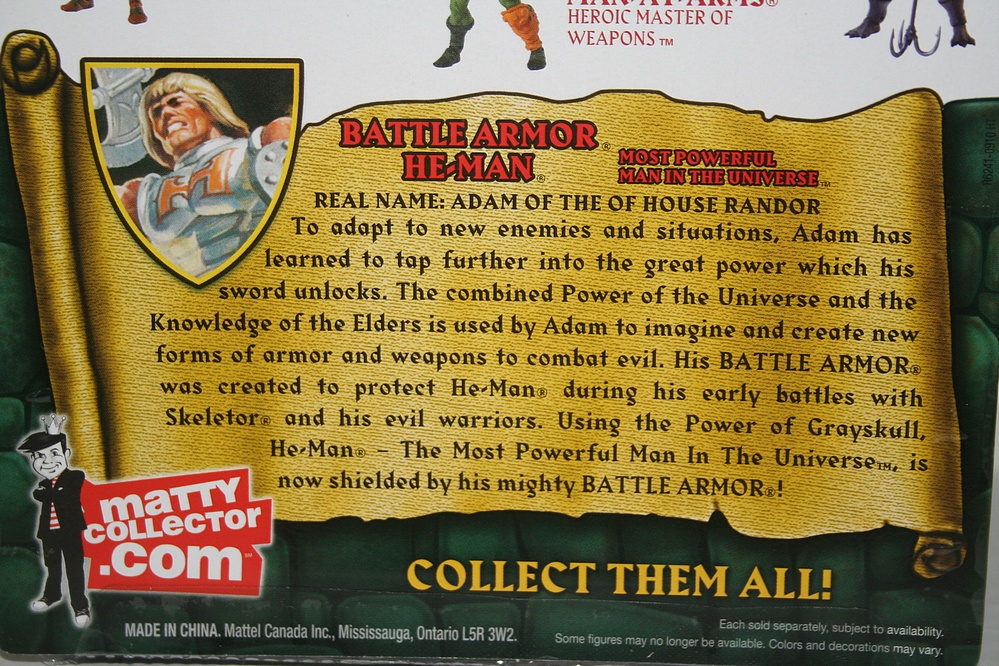 MAN-AT-ARMS®
HEROIC MASTER OF
WEAPONS™
BATTLE ARMOR®
HE-MAN®
MOST POWERFUL
MAN IN THE UNIVERSE™
REAL NAME: ADAM OF THE OF HOUSE RANDOR
To adapt to new enemies and situations, Adam has
learned to tap further into the great power which his
sword unlocks. The combined Power of the Universe and the
Knowledge of the Elders is used by Adam to imagine and create new
forms of armor and weapons to combat evil. His BATTLE ARMOR®
was created to protect He-Man® during his early battles with
Skeletor® and his evil warriors. Using the Power of Grayskull,
He-Man® – The Most Powerful Man In The Universe™, is
now shielded by his mighty BATTLE ARMOR®!
matty
collector
.com℠
COLLECT THEM ALL!
MADE IN CHINA. Mattel Canada Inc., Mississauga, Ontario L5R 3W2.
Each sold separately, subject to availability.
Some figures may no longer be available. Colors and decorations may vary.